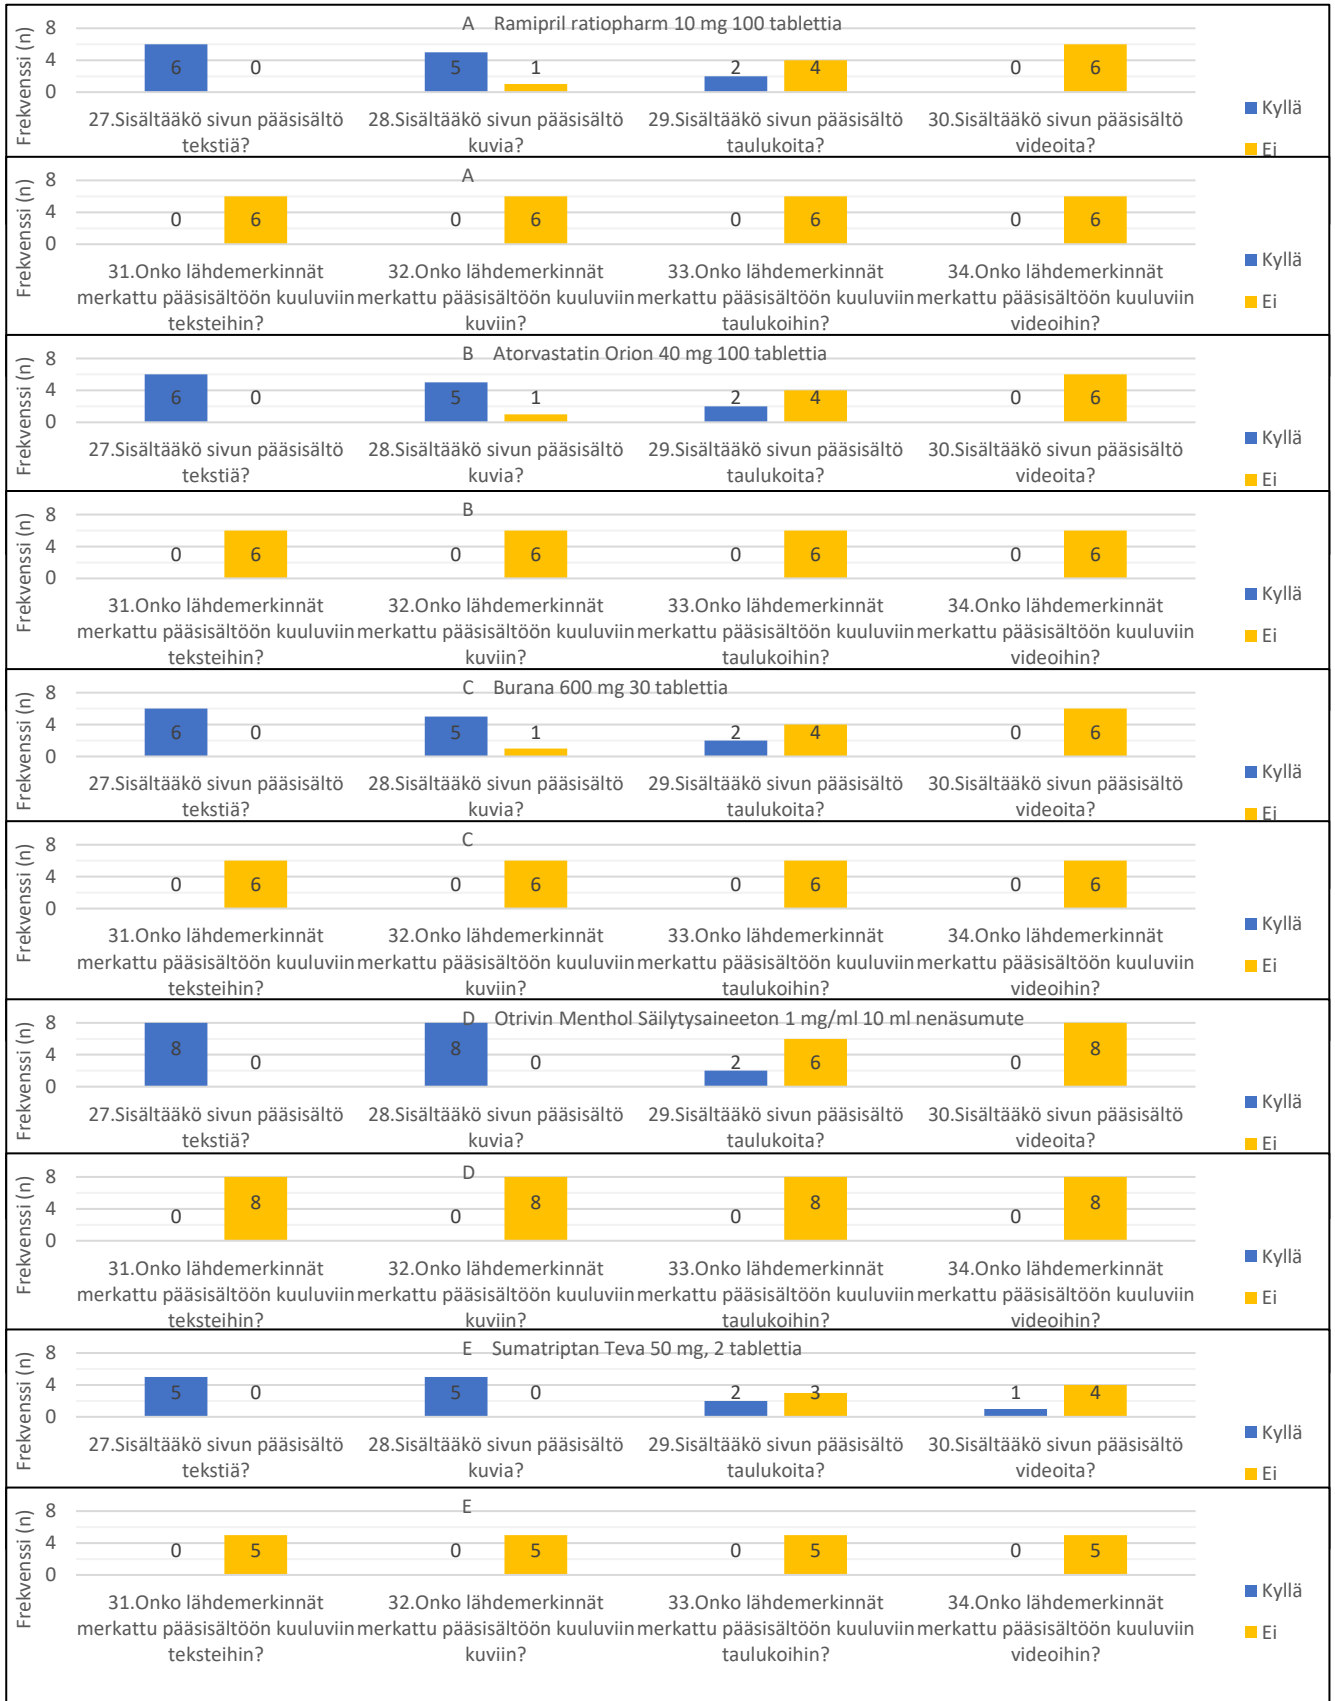 A Ramipril ratiopharm 10 mg 100 tablettia
Frekvenssi (n)
8
4
0
6 0 5 1 2 4 0 6
27.Sisältääkö sivun pääsisältö 28.Sisältääkö sivun pääsisältö 29.Sisältääkö sivun pääsisältö 30.Sisältääkö sivun pääsisältö
tekstiä? kuvia? taulukoita? videoita?
Kyllä
Ei
A
Frekvenssi (n)
8
4
0
0 6 0 6 0 6 0 6
31.Onko lähdemerkinnät 32.Onko lähdemerkinnät 33.Onko lähdemerkinnät 34.Onko lähdemerkinnät
merkattu pääsisältöön kuuluviin merkattu pääsisältöön kuuluviin merkattu pääsisältöön kuuluviin merkattu pääsisältöön kuuluviin
teksteihin? kuviin? taulukoihin? videoihin?
Kyllä
Ei
B Atorvastatin Orion 40 mg 100 tablettia
Frekvenssi (n)
8
4
0
6 0 5 1 2 4 0 6
27.Sisältääkö sivun pääsisältö 28.Sisältääkö sivun pääsisältö 29.Sisältääkö sivun pääsisältö 30.Sisältääkö sivun pääsisältö
tekstiä? kuvia? taulukoita? videoita?
Kyllä
Ei
B
Frekvenssi (n)
8
4
0
0 6 0 6 0 6 0 6
31.Onko lähdemerkinnät 32.Onko lähdemerkinnät 33.Onko lähdemerkinnät 34.Onko lähdemerkinnät
merkattu pääsisältöön kuuluviin merkattu pääsisältöön kuuluviin merkattu pääsisältöön kuuluviin merkattu pääsisältöön kuuluviin
teksteihin? kuviin? taulukoihin? videoihin?
Kyllä
Ei
C Burana 600 mg 30 tablettia
Frekvenssi (n)
8
4
0
6 0 5 1 2 4 0 6
27.Sisältääkö sivun pääsisältö 28.Sisältääkö sivun pääsisältö 29.Sisältääkö sivun pääsisältö 30.Sisältääkö sivun pääsisältö
tekstiä? kuvia? taulukoita? videoita?
Kyllä
Ei
C
Frekvenssi (n)
8
4
0
0 6 0 6 0 6 0 6
31.Onko lähdemerkinnät 32.Onko lähdemerkinnät 33.Onko lähdemerkinnät 34.Onko lähdemerkinnät
merkattu pääsisältöön kuuluviin merkattu pääsisältöön kuuluviin merkattu pääsisältöön kuuluviin merkattu pääsisältöön kuuluviin
teksteihin? kuviin? taulukoihin? videoihin?
Kyllä
Ei
D Otrivin Menthol Säilytysaineeton 1 mg/ml 10 ml nenäsumute
Frekvenssi (n)
8
4
0
8 0 8 0 2 6 0 8
27.Sisältääkö sivun pääsisältö 28.Sisältääkö sivun pääsisältö 29.Sisältääkö sivun pääsisältö 30.Sisältääkö sivun pääsisältö
tekstiä? kuvia? taulukoita? videoita?
Kyllä
Ei
D
Frekvenssi (n)
8
4
0
0 8 0 8 0 8 0 8
31.Onko lähdemerkinnät 32.Onko lähdemerkinnät 33.Onko lähdemerkinnät 34.Onko lähdemerkinnät
merkattu pääsisältöön kuuluviin merkattu pääsisältöön kuuluviin merkattu pääsisältöön kuuluviin merkattu pääsisältöön kuuluviin
teksteihin? kuviin? taulukoihin? videoihin?
Kyllä
Ei
E Sumatriptan Teva 50 mg, 2 tablettia
Frekvenssi (n)
8
4
0
5 0 5 0 2 3 1 4
27.Sisältääkö sivun pääsisältö 28.Sisältääkö sivun pääsisältö 29.Sisältääkö sivun pääsisältö 30.Sisältääkö sivun pääsisältö
tekstiä? kuvia? taulukoita? videoita?
Kyllä
Ei
E
Frekvenssi (n)
8
4
0
0 5 0 5 0 5 0 5
31.Onko lähdemerkinnät 32.Onko lähdemerkinnät 33.Onko lähdemerkinnät 34.Onko lähdemerkinnät
merkattu pääsisältöön kuuluviin merkattu pääsisältöön kuuluviin merkattu pääsisältöön kuuluviin merkattu pääsisältöön kuuluviin
teksteihin? kuviin? taulukoihin? videoihin?
Kyllä
Ei